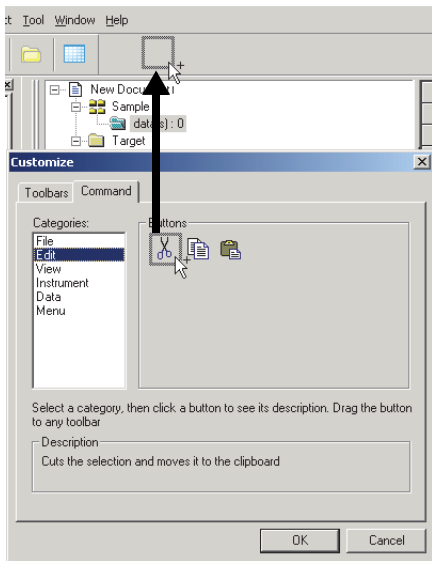 Tool Window Help
New Docu
Sample
data(s) : 0
Target
Customize
Toolbars Command
Categories:
Buttons
File
Edit
View
Instrument
Data
Menu
Select a category, then click a button to see its description. Drag the button
to any toolbar
Description
Cuts the selection and moves it to the clipboard
OK Cancel